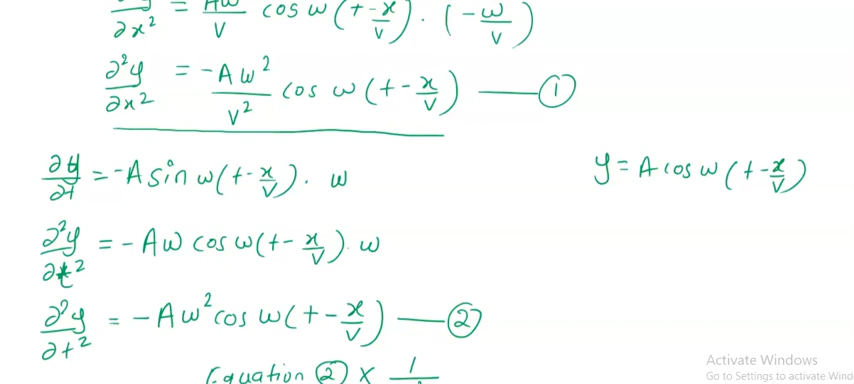 ∂²y/∂x² = Aω/v cos ω(t-x/v) · (-ω/v)
∂²y/∂x² = -Aω²/v² cos ω(t-x/v) —— ①
∂y/∂t = -A sin ω(t-x/v). ω
y = A cos ω(t-x/v)
∂²y/∂t² = -Aω cos ω(t-x/v). ω
∂²y/∂t² = -Aω² cos ω(t-x/v) —— ②
Equation ② × 1/
Activate Windows
Go to Settings to activate Wind